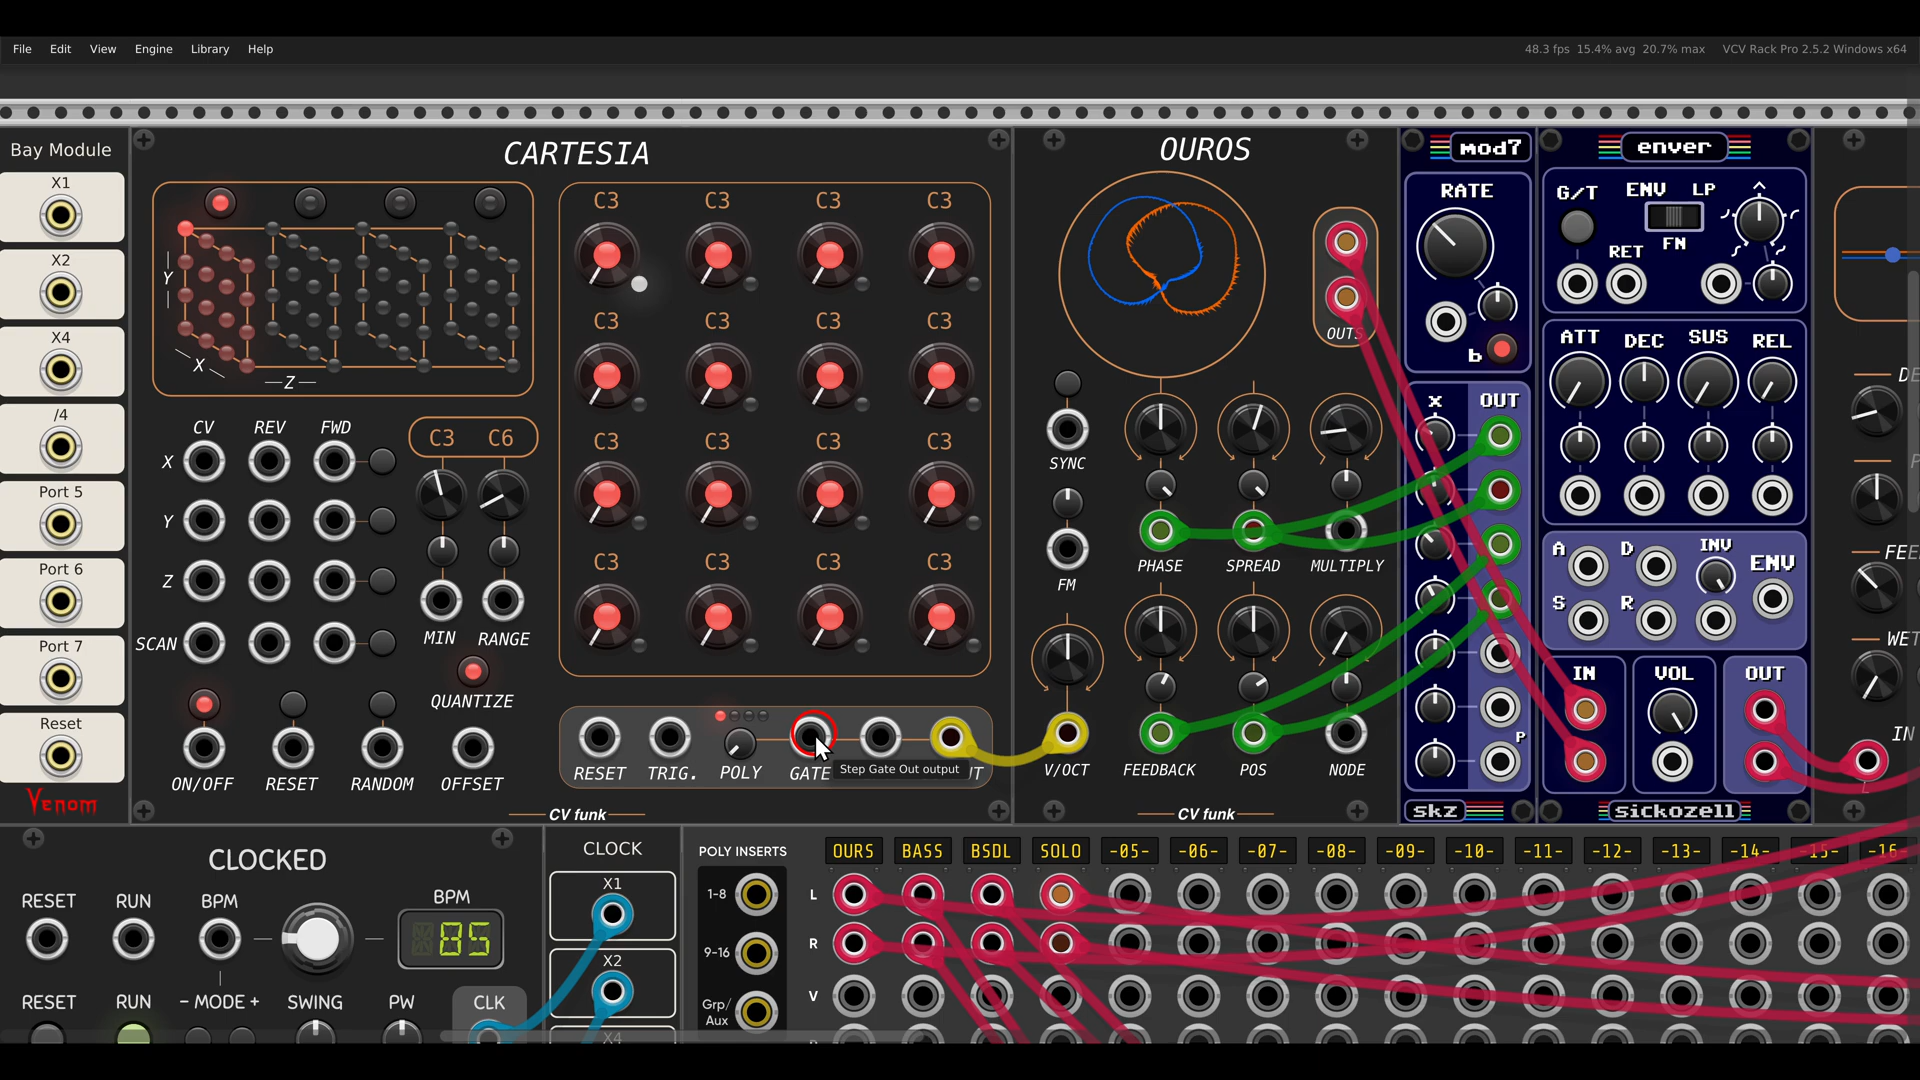 File Edit View Engine Library Help
48.3 fps 15.4% avg 20.7% max VCV Rack Pro 2.5.2 Windows x64
Bay Module
X1
X2
X4
/4
Port 5
Port 6
Port 7
Reset
Venom
CARTESIA
Y
X
Z
CV REV FWD
X
Y
Z
SCAN
C3 C6
MIN RANGE
QUANTIZE
ON/OFF RESET RANDOM OFFSET
C3 C3 C3 C3
C3 C3 C3 C3
C3 C3 C3 C3
C3 C3 C3 C3
RESET TRIG. POLY GATE
Step Gate Out output
UT
CV funk
OUROS
OUTS
SYNC
FM
PHASE SPREAD MULTIPLY
V/OCT FEEDBACK POS NODE
CV funk
mod7
RATE
b
X OUT
P
skz
enver
G/T ENV LP
FN
RET
ATT DEC SUS REL
A D INV ENV
S R
IN VOL OUT
sickozell
FEE
WET
IN
CLOCKED
RESET RUN BPM
BPM
85
RESET RUN - MODE + SWING PW CLK
CLOCK
X1
X2
X4
POLY INSERTS
1-8
9-16
Grp/
Aux
OURS BASS BSDL SOLO -05- -06- -07- -08- -09- -10- -11- -12- -13- -14- -15- -16-
L
R
V